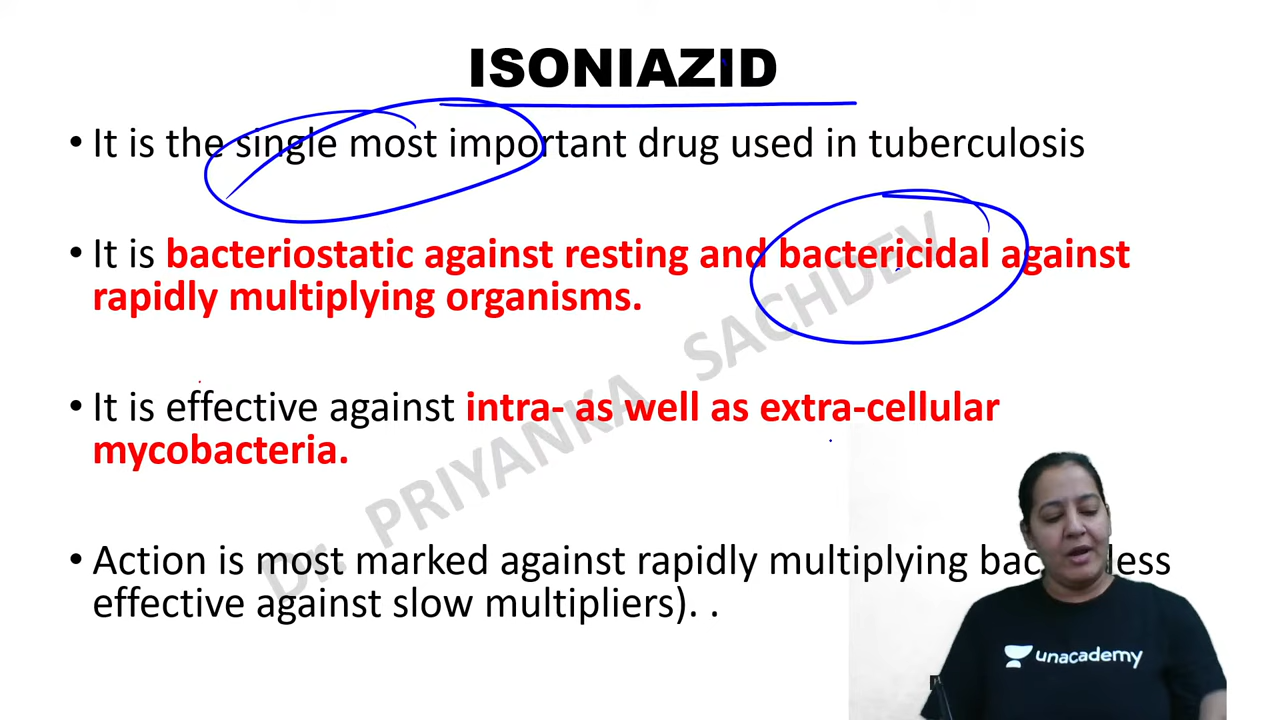 ISONIAZID
• It is the single most important drug used in tuberculosis
• It is bacteriostatic against resting and bactericidal against
rapidly multiplying organisms.
• It is effective against intra- as well as extra-cellular
mycobacteria.
• Action is most marked against rapidly multiplying less
effective against slow multipliers). .
Dr. PRIYANKA SACHDEV
unacademy